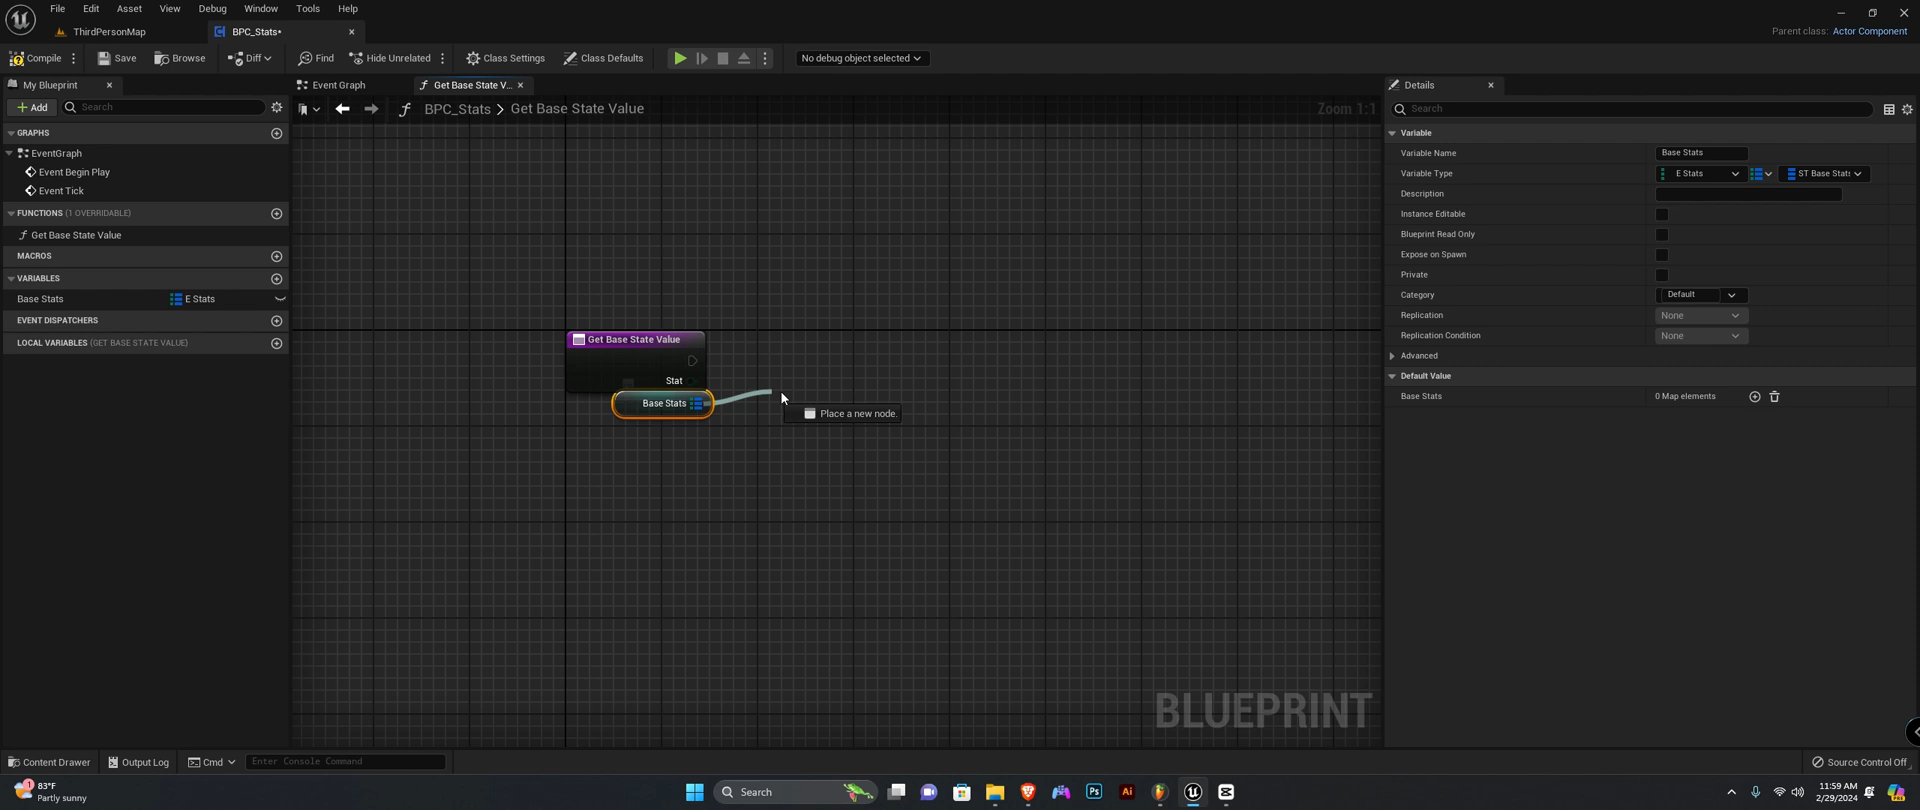 File Edit Asset View Debug Window Tools Help
ThirdPersonMap BPC_Stats•
Parent class: Actor Component
Compile Save Browse Diff Find Hide Unrelated Class Settings Class Defaults No debug object selected
My Blueprint
Add Search
GRAPHS
EventGraph
Event Begin Play
Event Tick
FUNCTIONS (1 OVERRIDABLE)
Get Base State Value
MACROS
VARIABLES
Base Stats E Stats
EVENT DISPATCHERS
LOCAL VARIABLES (GET BASE STATE VALUE)
Event Graph Get Base State V...
BPC_Stats > Get Base State Value Zoom 1:1
Get Base State Value
Stat
Base Stats
Place a new node.
BLUEPRINT
Details
Search
Variable
Variable Name Base Stats
Variable Type E Stats ST Base Stats
Description
Instance Editable
Blueprint Read Only
Expose on Spawn
Private
Category Default
Replication None
Replication Condition None
Advanced
Default Value
Base Stats 0 Map elements
Content Drawer Output Log Cmd Enter Console Command Source Control Off
1 83°F
Partly sunny
Search
Ps Ai
11:59 AM
2/29/2024
PRE